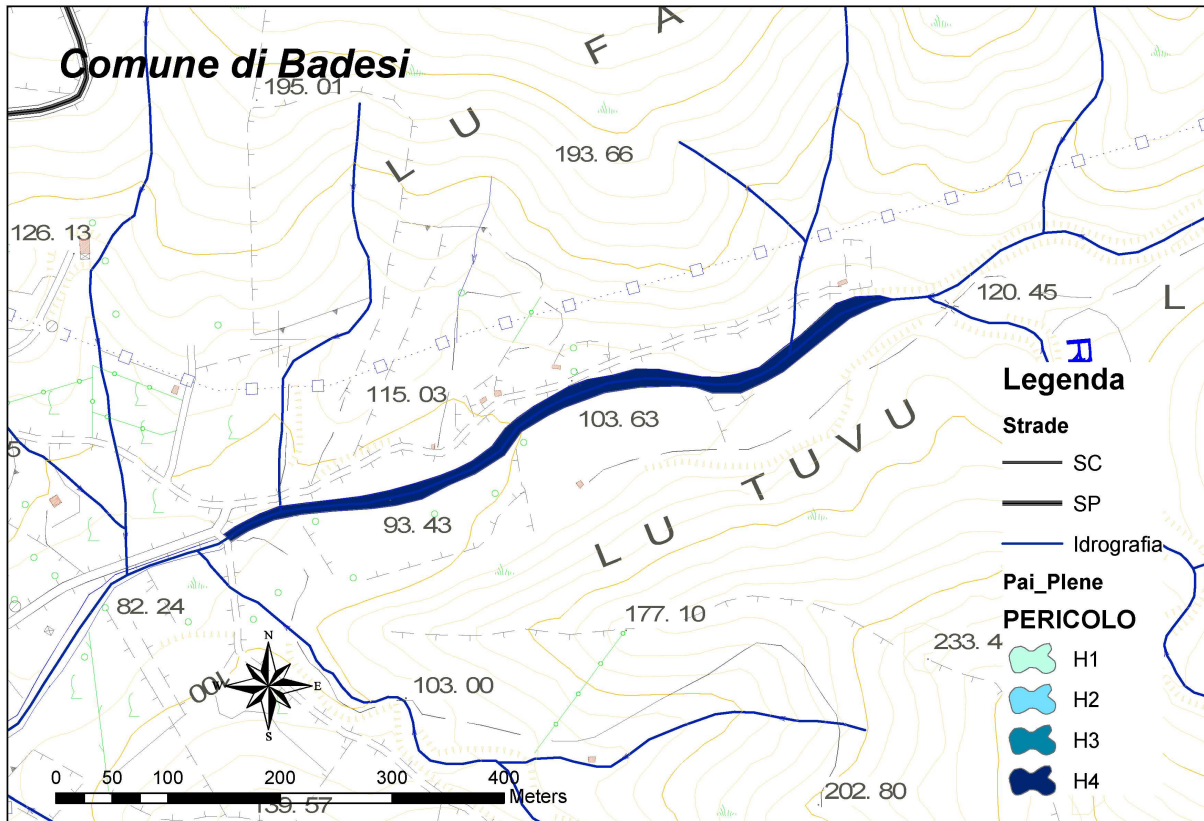 Comune di Badesi
195. 01
F A
L U
193. 66
126. 13
120. 45
L
R
115. 03
103. 63
5
93. 43
L U T U V U
82. 24
177. 10
233. 4
100
103. 00
202. 80
139. 57
N
W E
S
0 50 100 200 300 400
Meters
Legenda
Strade
SC
SP
Idrografia
Pai_Plene
PERICOLO
H1
H2
H3
H4